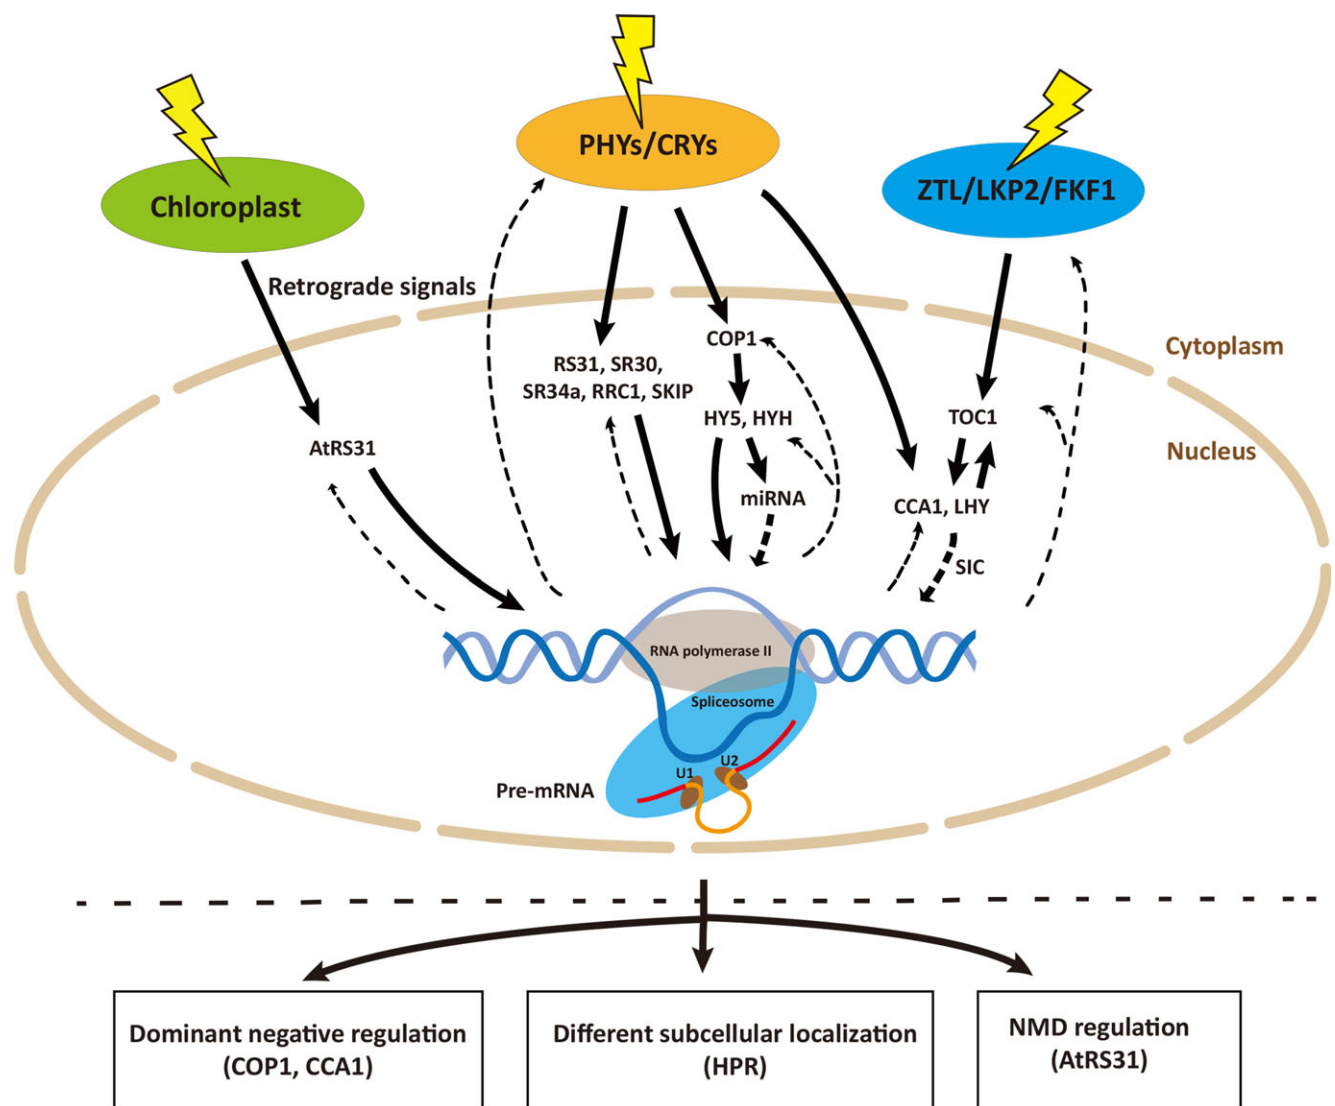 PHYs/CRYs
Chloroplast
ZTL/LKP2/FKF1
Retrograde signals
COP1
Cytoplasm
RS31, SR30,
SR34a, RRC1, SKIP
HY5, HYH
TOC1
AtRS31
Nucleus
miRNA
CCA1, LHY
SIC
RNA polymerase II
Spliceosome
U1
U2
Pre-mRNA
Dominant negative regulation
(COP1, CCA1)
Different subcellular localization
(HPR)
NMD regulation
(AtRS31)